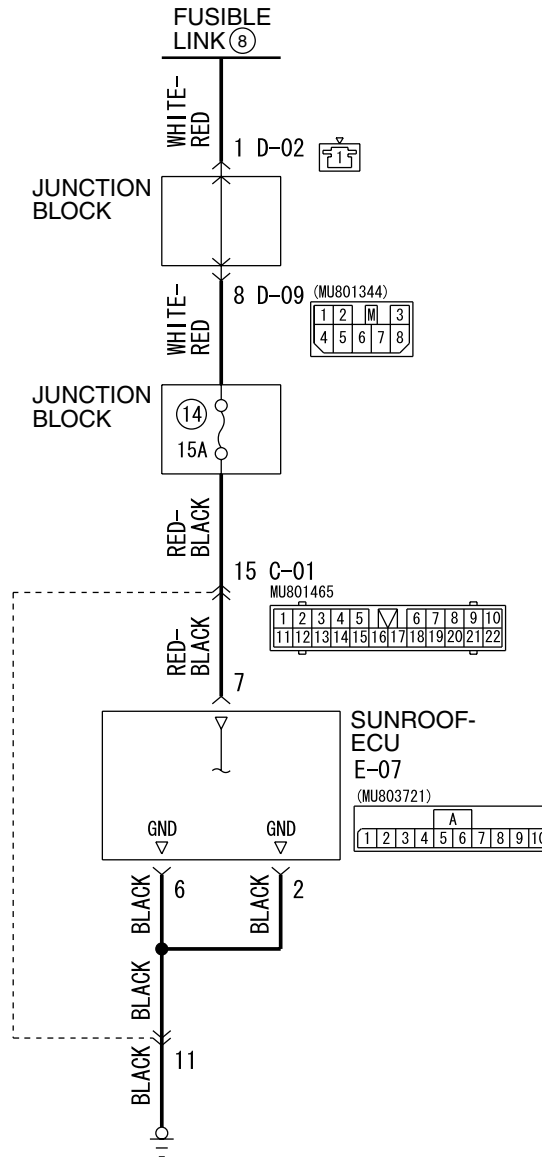 FUSIBLE
LINK 8
WHITE-
RED
1 D-02
1
JUNCTION
BLOCK
8 D-09 (MU801344)
1 2 M 3
4 5 6 7 8
WHITE-
RED
JUNCTION
BLOCK
14
15A
RED-
BLACK
15 C-01
MU801465
1 2 3 4 5 6 7 8 9 10
11 12 13 14 15 16 17 18 19 20 21 22
RED-
BLACK
7
SUNROOF-
ECU
E-07
(MU803721)
A
1 2 3 4 5 6 7 8 9 10
GND GND
BLACK 6 BLACK 2
BLACK
11
BLACK